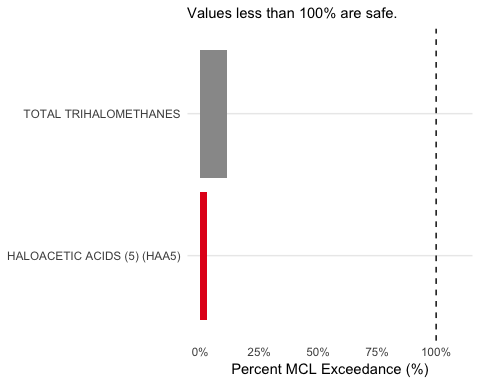 Values less than 100% are safe.
TOTAL TRIHALOMETHANES
HALOACETIC ACIDS (5) (HAA5)
0% 25% 50% 75% 100%
Percent MCL Exceedance (%)